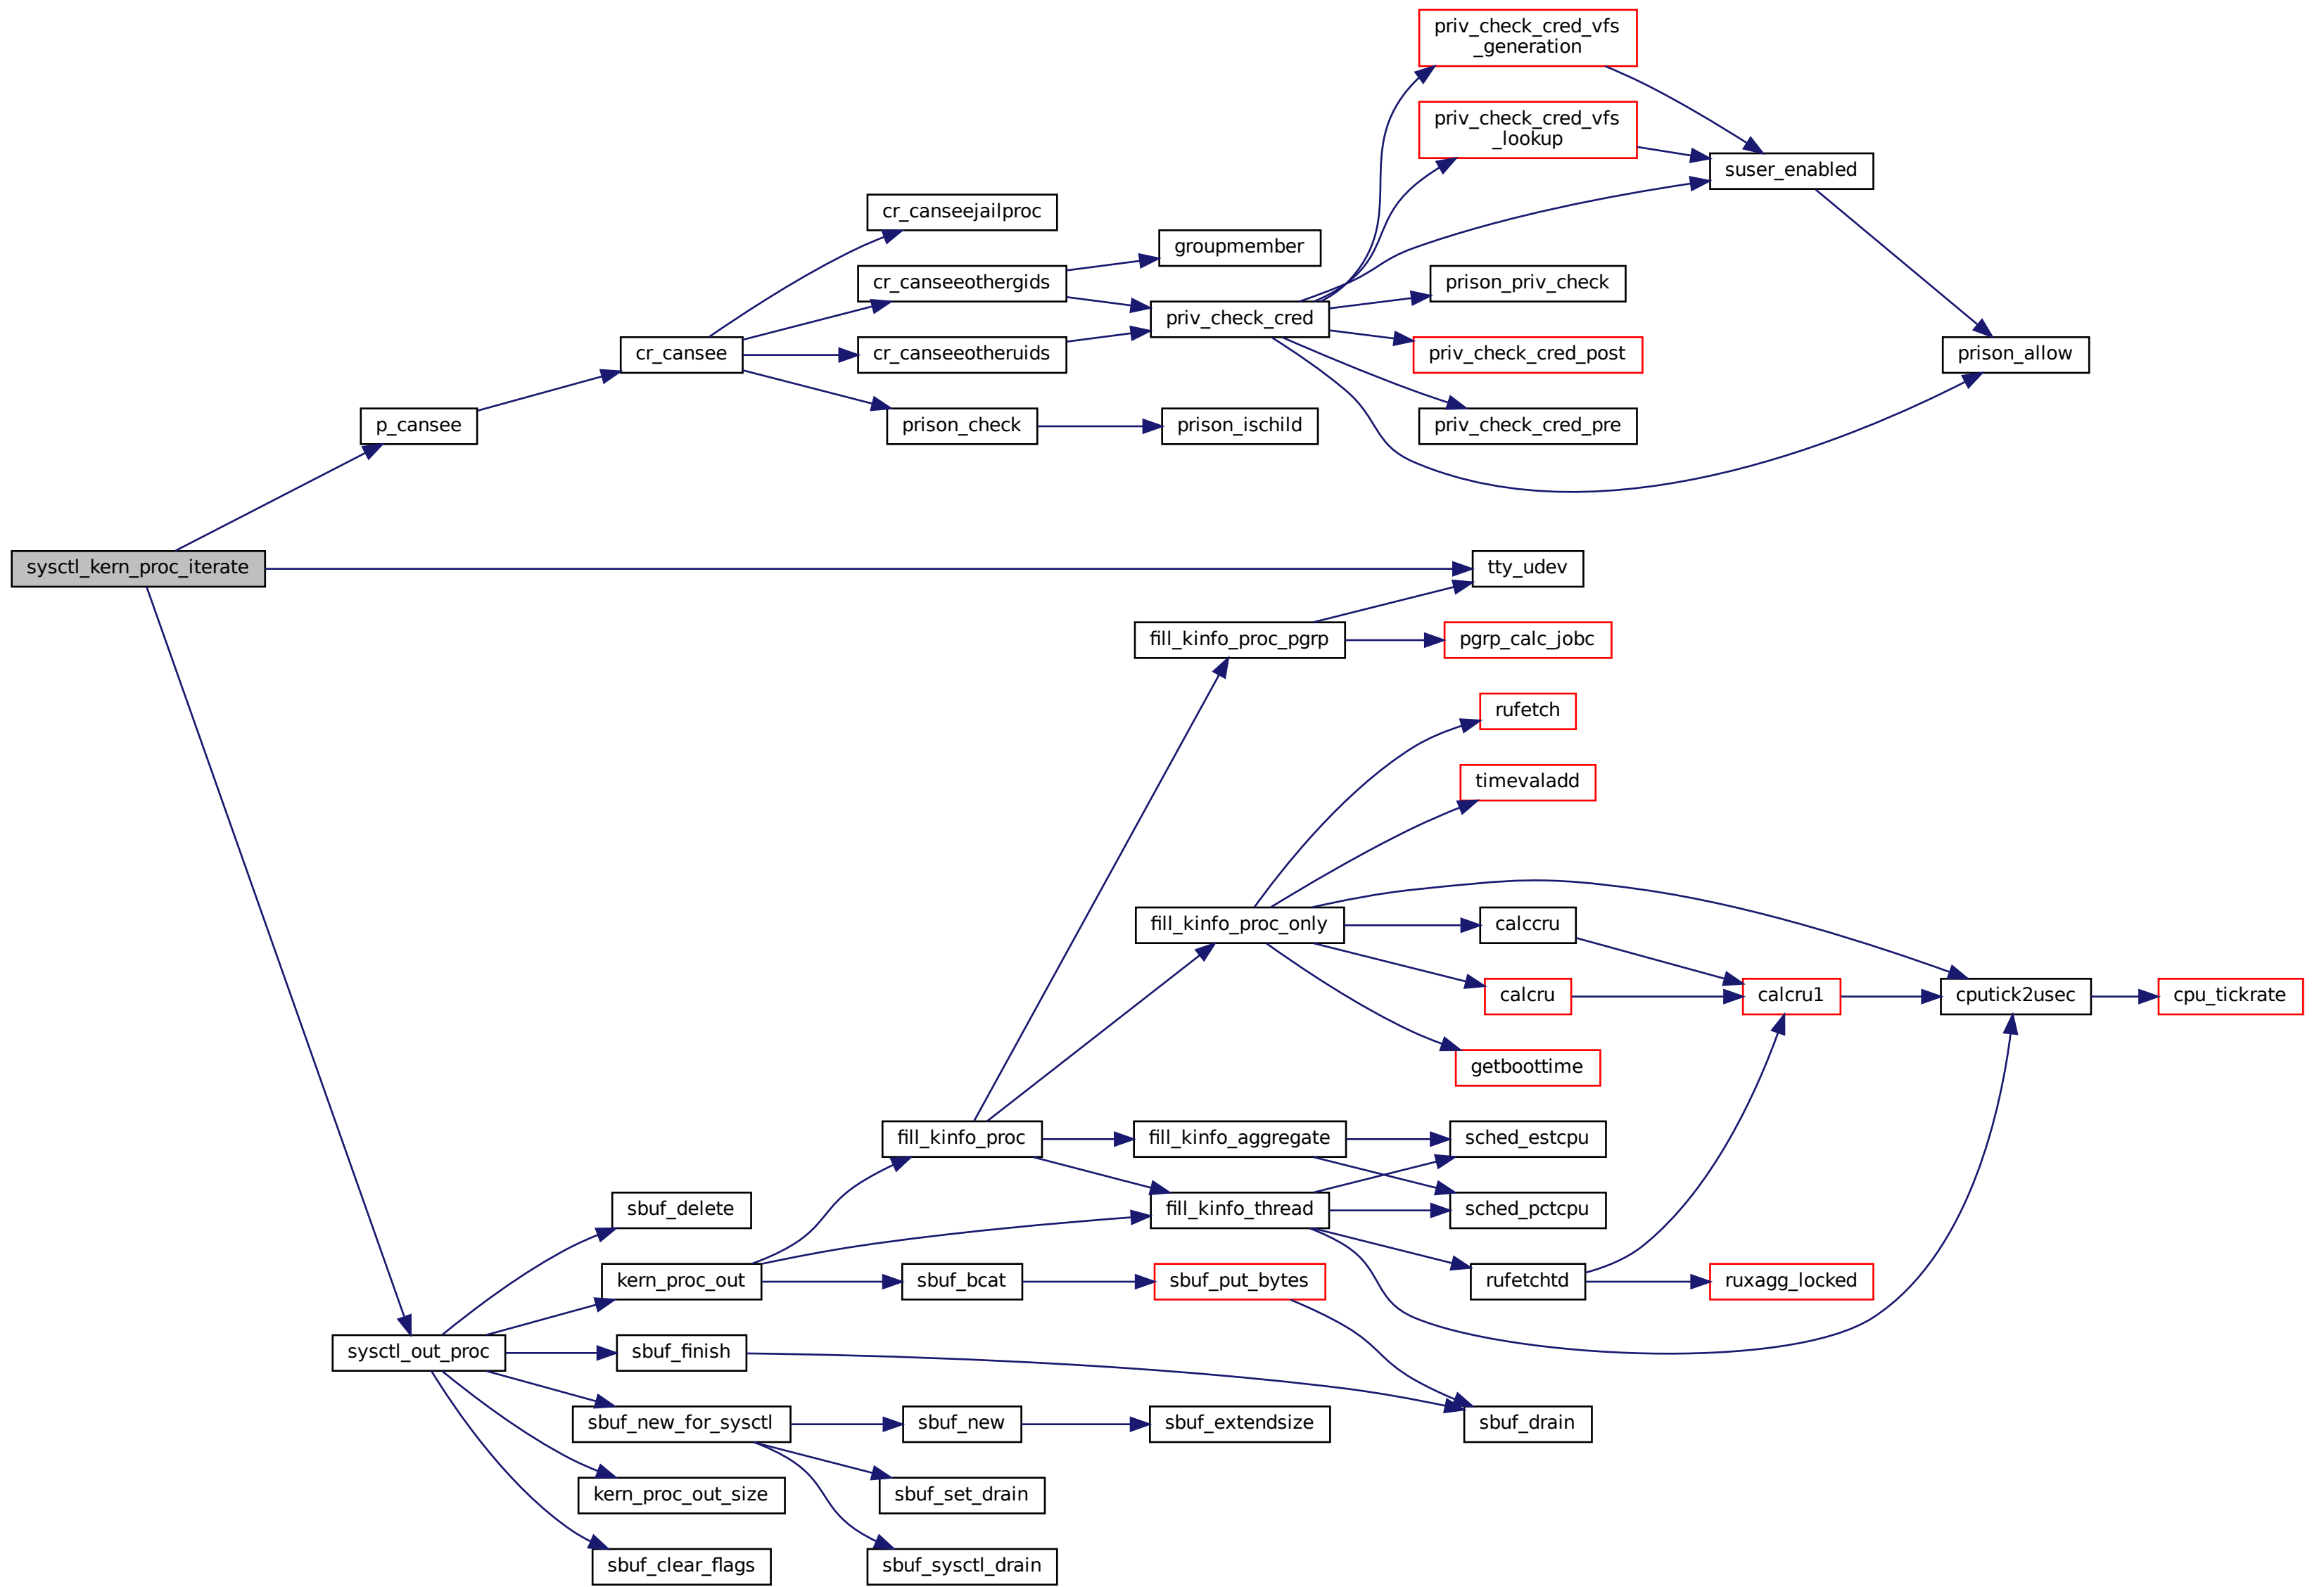 priv_check_cred_vfs
_generation
priv_check_cred_vfs
_lookup
suser_enabled
cr_canseejailproc
groupmember
cr_canseeothergids
prison_priv_check
priv_check_cred
cr_cansee
cr_canseeotheruids
priv_check_cred_post
prison_allow
p_cansee
prison_check
prison_ischild
priv_check_cred_pre
sysctl_kern_proc_iterate
tty_udev
fill_kinfo_proc_pgrp
pgrp_calc_jobc
rufetch
timevaladd
fill_kinfo_proc_only
calccru
calcru
calcru1
cputick2usec
cpu_tickrate
getboottime
fill_kinfo_proc
fill_kinfo_aggregate
sched_estcpu
sbuf_delete
fill_kinfo_thread
sched_pctcpu
kern_proc_out
sbuf_bcat
sbuf_put_bytes
rufetchtd
ruxagg_locked
sysctl_out_proc
sbuf_finish
sbuf_new_for_sysctl
sbuf_new
sbuf_extendsize
sbuf_drain
kern_proc_out_size
sbuf_set_drain
sbuf_clear_flags
sbuf_sysctl_drain